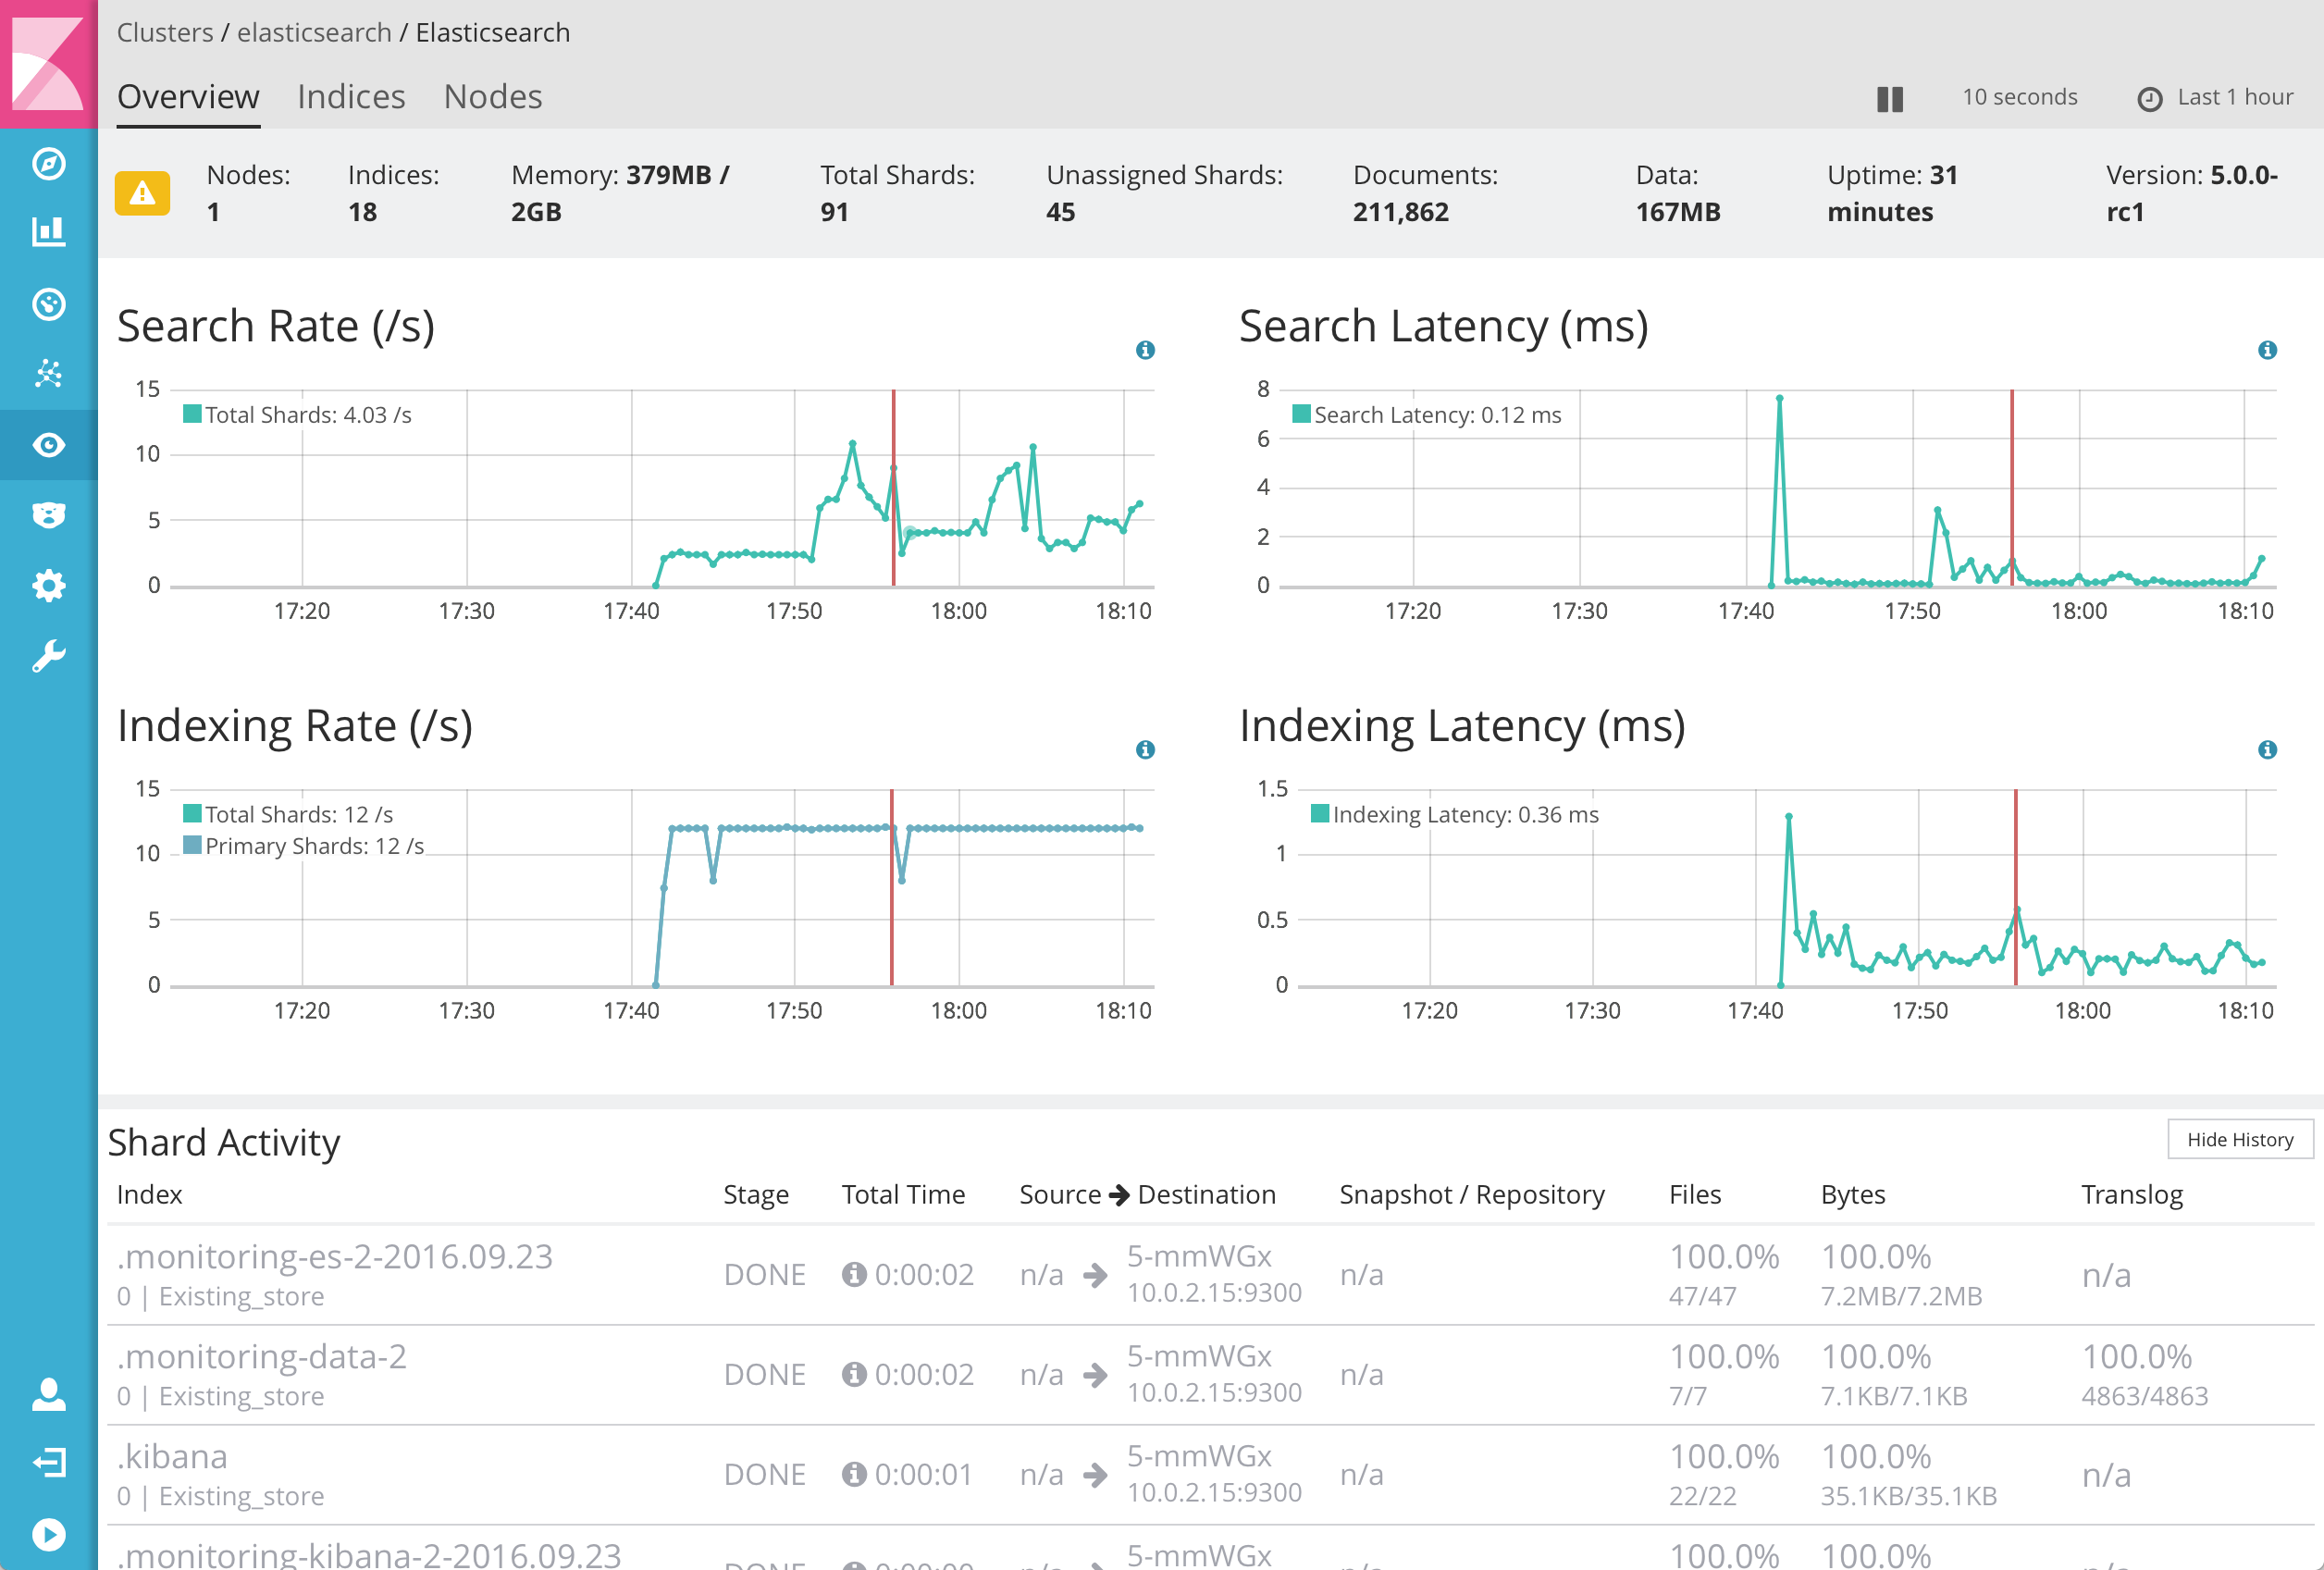 Clusters / elasticsearch / Elasticsearch
Overview Indices Nodes 10 seconds Last 1 hour
Nodes: Indices: Memory: 379MB / Total Shards: Unassigned Shards: Documents: Data: Uptime: 31 Version: 5.0.0-
1 18 2GB 91 45 211,862 167MB minutes rc1
Search Rate (/s)
15
Total Shards: 4.03 /s
10
5
0
17:20 17:30 17:40 17:50 18:00 18:10
Search Latency (ms)
8
Search Latency: 0.12 ms
6
4
2
0
17:20 17:30 17:40 17:50 18:00 18:10
Indexing Rate (/s)
15
Total Shards: 12 /s
Primary Shards: 12 /s
10
5
0
17:20 17:30 17:40 17:50 18:00 18:10
Indexing Latency (ms)
1.5
Indexing Latency: 0.36 ms
1
0.5
0
17:20 17:30 17:40 17:50 18:00 18:10
Shard Activity Hide History
Index Stage Total Time Source Destination Snapshot / Repository Files Bytes Translog
.monitoring-es-2-2016.09.23 DONE 0:00:02 n/a 5-mmWGx n/a 100.0% 100.0% n/a
0 | Existing_store 10.0.2.15:9300 47/47 7.2MB/7.2MB
.monitoring-data-2 DONE 0:00:02 n/a 5-mmWGx n/a 100.0% 100.0% 100.0%
0 | Existing_store 10.0.2.15:9300 7/7 7.1KB/7.1KB 4863/4863
.kibana DONE 0:00:01 n/a 5-mmWGx n/a 100.0% 100.0% n/a
0 | Existing_store 10.0.2.15:9300 22/22 35.1KB/35.1KB
.monitoring-kibana-2-2016.09.23 5-mmWGx 100.0% 100.0%